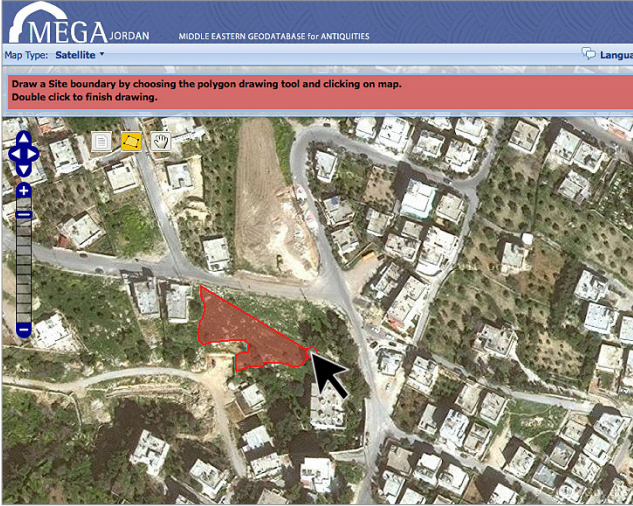 MEGA JORDAN MIDDLE EASTERN GEODATABASE for ANTIQUITIES
Map Type: Satellite Langua
Draw a Site boundary by choosing the polygon drawing tool and clicking on map.
Double click to finish drawing.